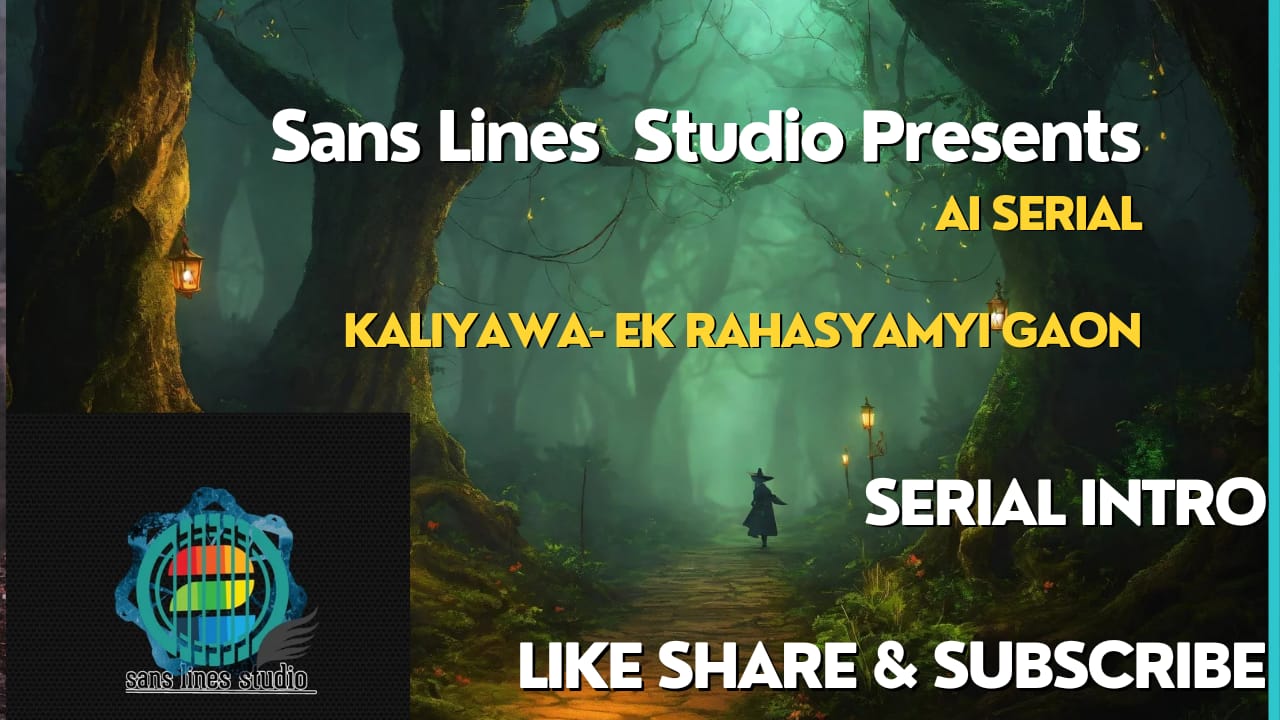 Sans Lines Studio Presents
AI SERIAL
KALIYAWA- EK RAHASYAMYI GAON
SERIAL INTRO
LIKE SHARE & SUBSCRIBE
sans lines studio